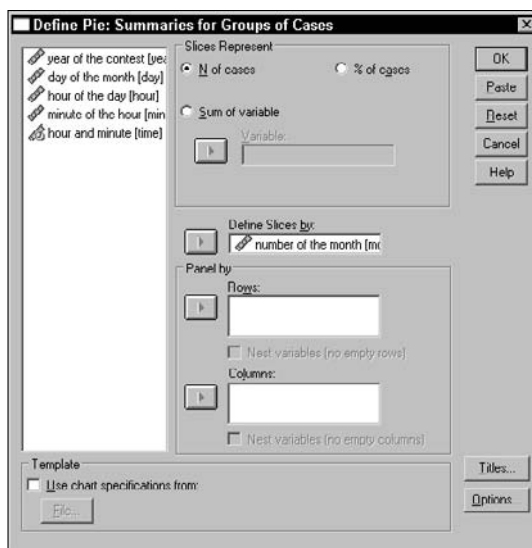 Define Pie: Summaries for Groups of Cases
year of the contest [yea
day of the month [day]
hour of the day [hour]
minute of the hour [min
hour and minute [time]
Slices Represent
N of cases
% of cases
Sum of variable
Variable:
Define Slices by:
number of the month [mo
Panel by
Rows:
Nest variables (no empty rows)
Columns:
Nest variables (no empty columns)
Template
Use chart specifications from:
File...
OK
Paste
Reset
Cancel
Help
Titles...
Options...